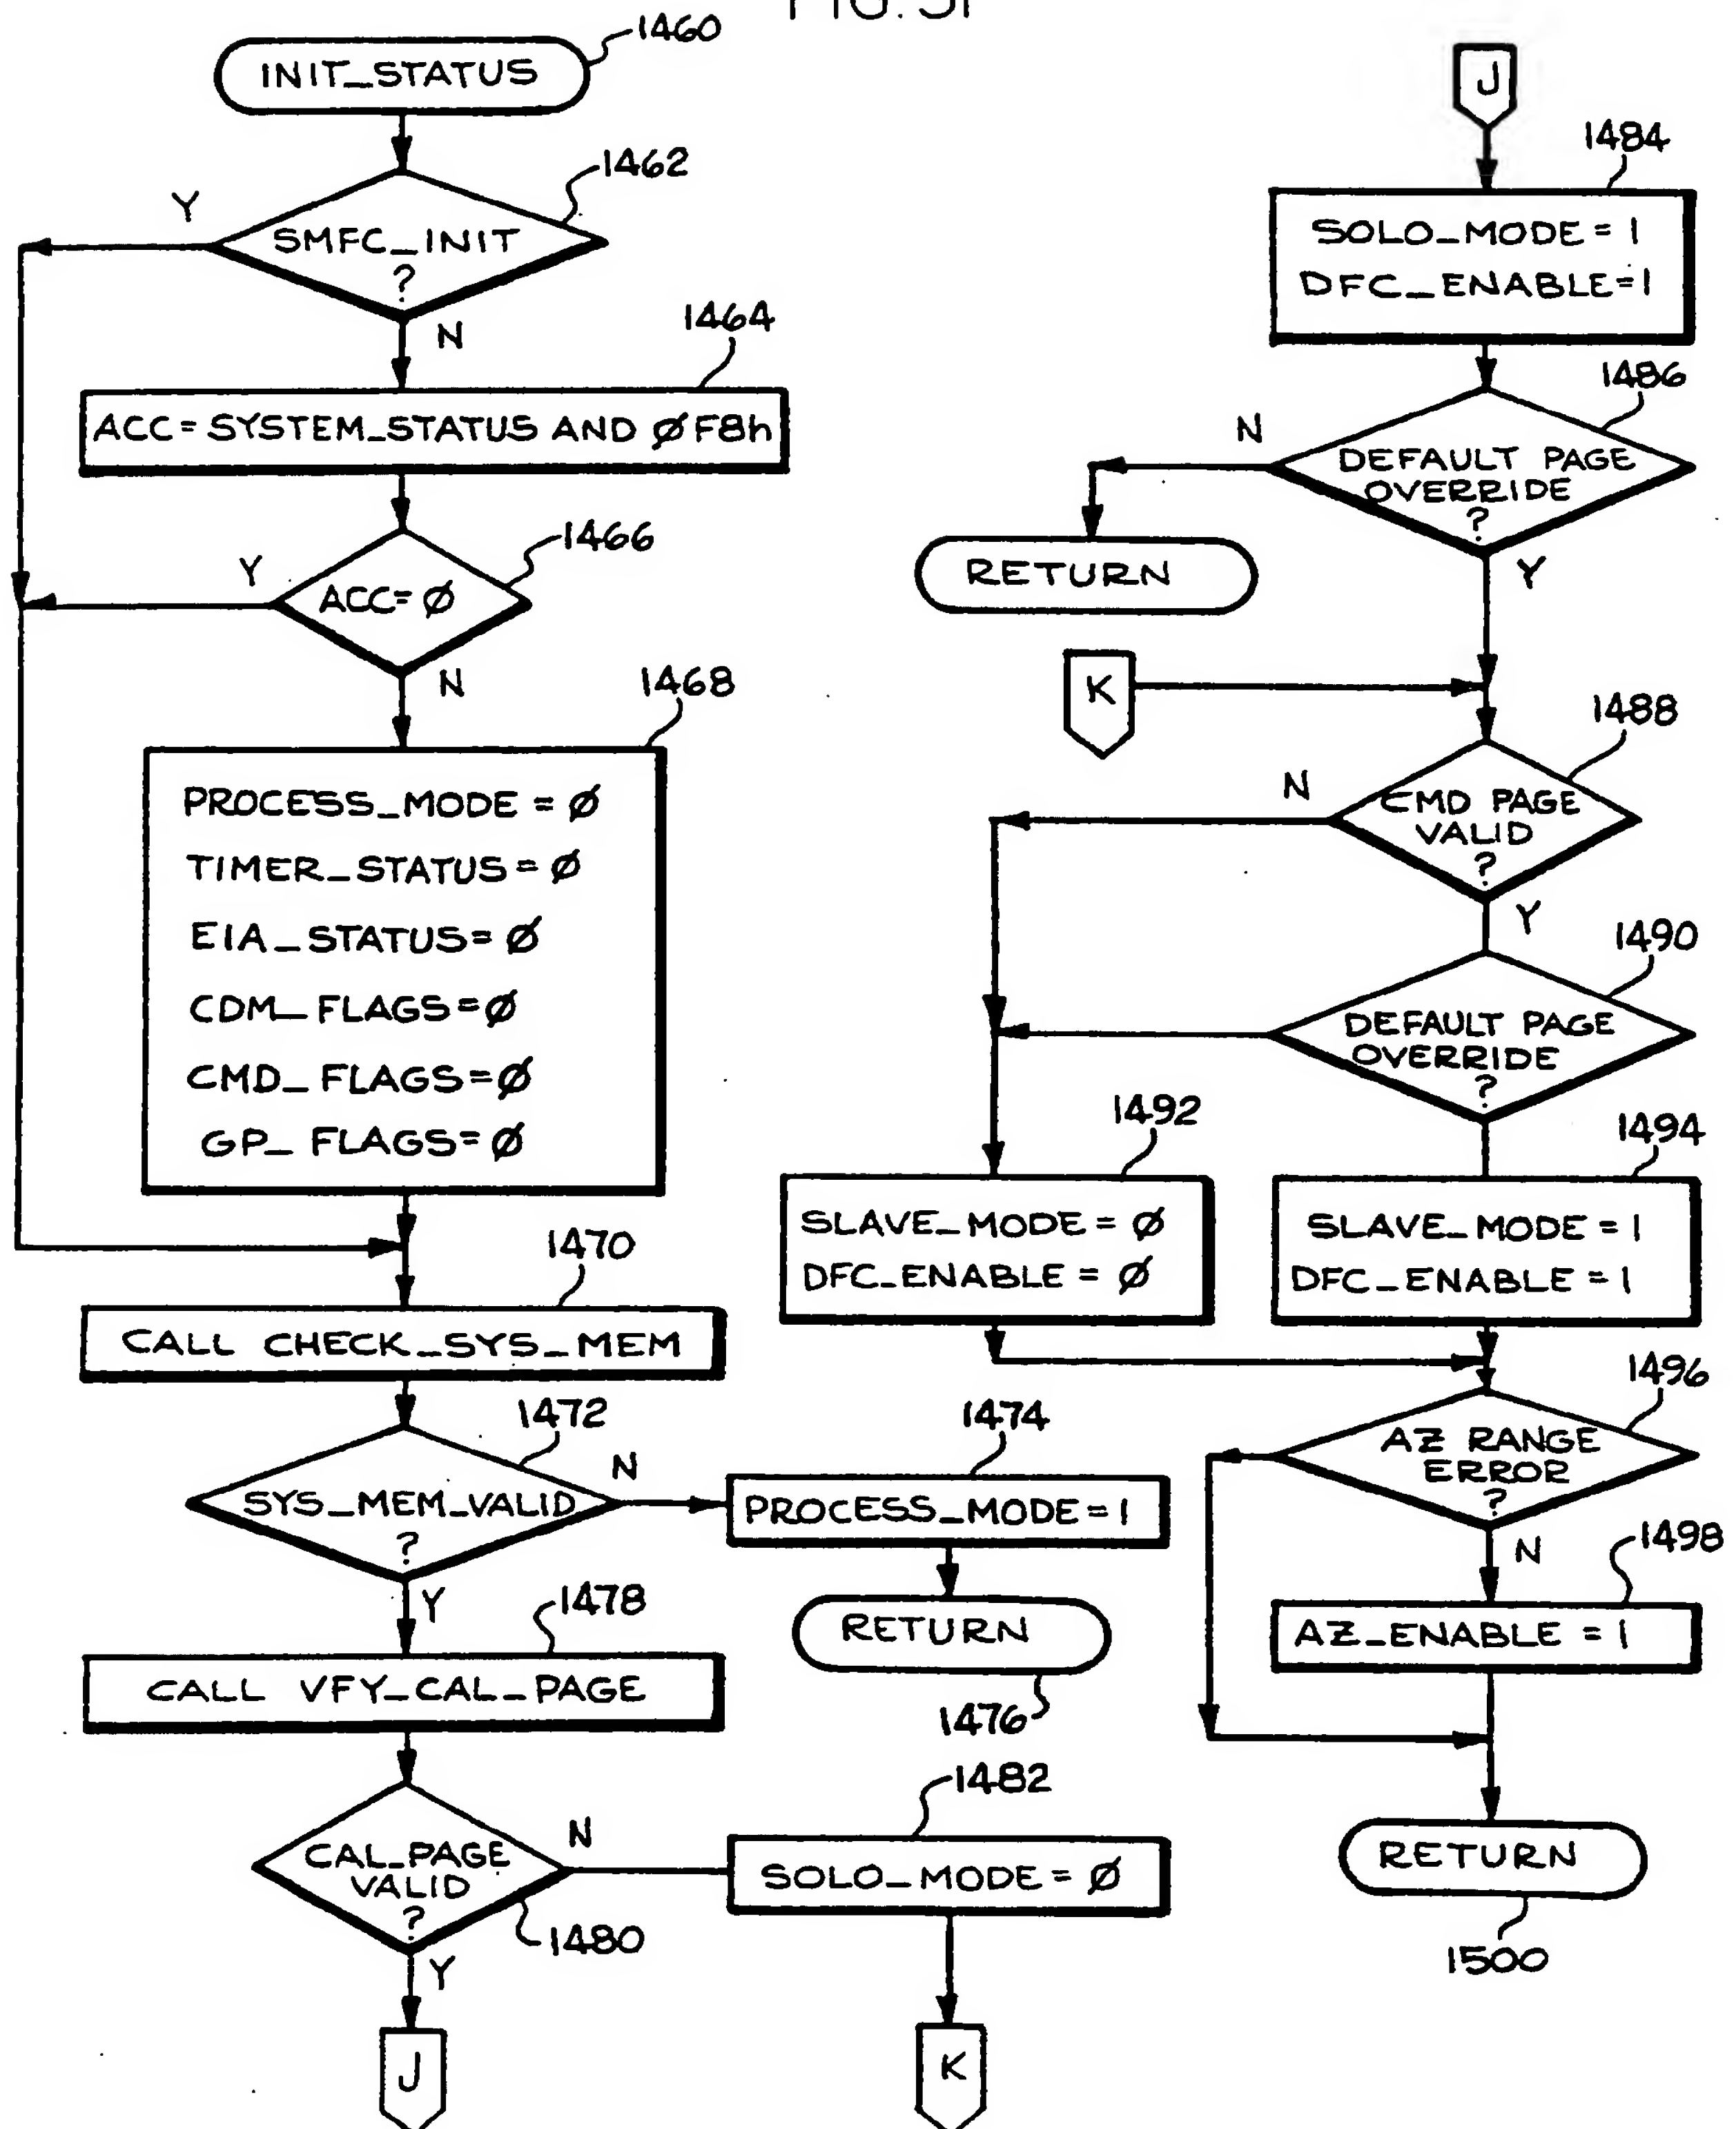 FIG. 31
INIT_STATUS
1460
SMFC_INIT
?
1462
Y
N
ACC=SYSTEM_STATUS AND ØF8h
1464
ACC=Ø
1466
Y
N
1468
PROCESS_MODE = Ø
TIMER_STATUS = Ø
EIA_STATUS=Ø
CDM_FLAGS=Ø
CMD_FLAGS=Ø
GP_FLAGS=Ø
1470
CALL CHECK_SYS_MEM
1472
SYS_MEM_VALID
?
N
Y
1474
PROCESS_MODE=1
RETURN
1476
1478
CALL VFY_CAL_PAGE
CAL_PAGE
VALID
?
1480
N
Y
1482
SOLO_MODE = Ø
J
K
J
1484
SOLO_MODE = 1
DFC_ENABLE=1
1486
DEFAULT PAGE
OVERRIDE
?
N
Y
RETURN
K
1488
CMD PAGE
VALID
?
N
Y
1490
DEFAULT PAGE
OVERRIDE
?
1492
SLAVE_MODE = Ø
DFC_ENABLE = Ø
1494
SLAVE_MODE = 1
DFC_ENABLE = 1
1496
AZ RANGE
ERROR
?
N
1498
AZ_ENABLE = 1
RETURN
1500